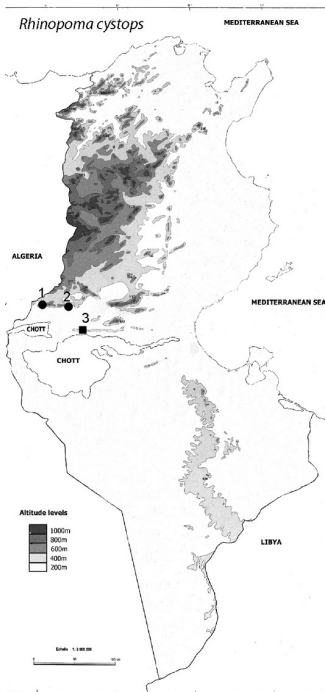 Rhinopoma cystops
MEDITERRANEAN SEA
ALGERIA
MEDITERRANEAN SEA
1
2
3
CHOTT
CHOTT
Altitude levels
1000m
800m
600m
400m
200m
LIBYA